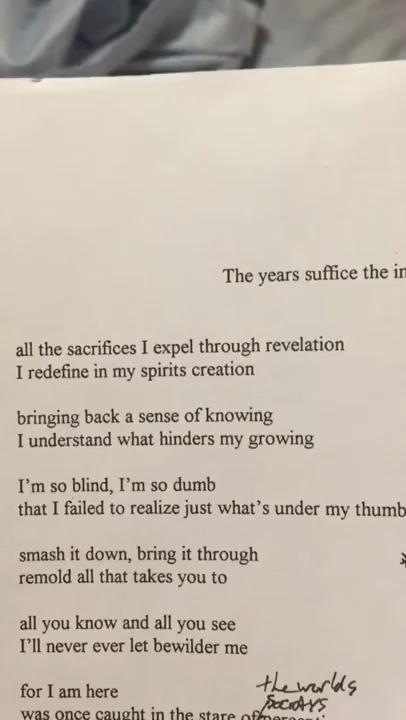 The years suffice the in
all the sacrifices I expel through revelation
I redefine in my spirits creation
bringing back a sense of knowing
I understand what hinders my growing
I'm so blind, I'm so dumb
that I failed to realize just what's under my thumb
smash it down, bring it through
remold all that takes you to
all you know and all you see
I'll never ever let bewilder me
for I am here
the worlds
was once caught in the stare of